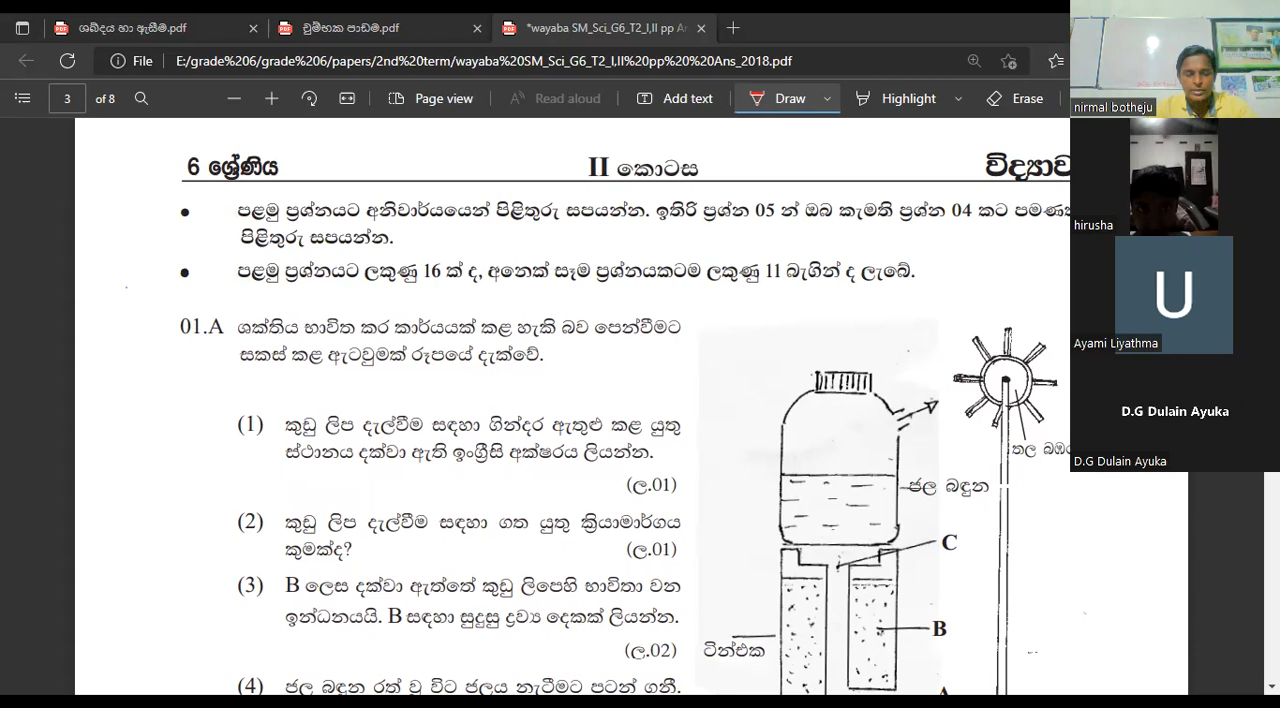 ශබ්දය හා ඇසීම.pdf
චුම්භක පාඩම.pdf
*wayaba SM_Sci_G6_T2_I,II pp An
File
E:/grade%206/grade%206/papers/2nd term/wayaba%20SM_Sci_G6_T2_I,II%20pp%20%20Ans_2018.pdf
3 of 8
Page view
Read aloud
Add text
Draw
Highlight
Erase
nirmal botheju
hirusha
U
Ayami Liyathma
D.G Dulain Ayuka
D.G Dulain Ayuka
6 ශ්‍රේණිය
II කොටස
විද්‍යාව
• පළමු ප්‍රශ්නයට අනිවාර්යයෙන් පිළිතුරු සපයන්න. ඉතිරි ප්‍රශ්න 05 න් ඔබ කැමති ප්‍රශ්න 04 කට පමණක්
පිළිතුරු සපයන්න.
• පළමු ප්‍රශ්නයට ලකුණු 16 ක් ද, අනෙක් සෑම ප්‍රශ්නයකටම ලකුණු 11 බැගින් ද ලැබේ.
01.A ශක්තිය භාවිත කර කාර්යයක් කළ හැකි බව පෙන්වීමට
සකස් කළ ඇටවුමක් රූපයේ දැක්වේ.
(1) කුඩු ලිප දැල්වීම සඳහා ගින්දර ඇතුළු කළ යුතු
ස්ථානය දක්වා ඇති ඉංග්‍රීසි අක්ෂරය ලියන්න.
(ල.01)
(2) කුඩු ලිප දැල්වීම සඳහා ගත යුතු ක්‍රියාමාර්ගය
කුමක්ද? (ල.01)
(3) B ලෙස දක්වා ඇත්තේ කුඩු ලිපෙහි භාවිතා වන
ඉන්ධනයයි. B සඳහා සුදුසු ද්‍රව්‍ය දෙකක් ලියන්න.
(ල.02)
(4) ජල බඳුන රත් වූ විට ජලය නැටීමට පටන් ගනී.
තල බඹ
ජල බඳුන
C
B
ටින්එක
A